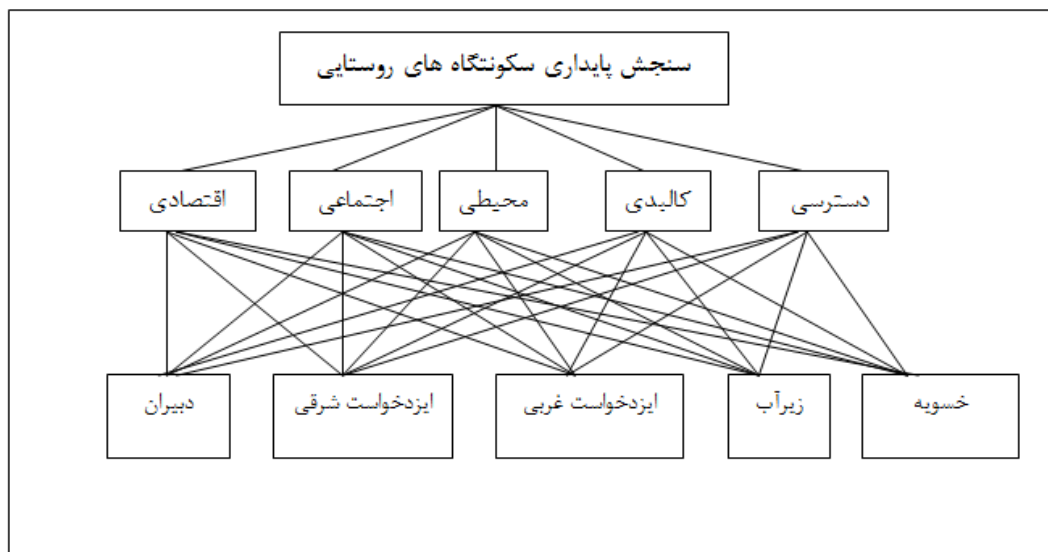 سنجش پایداری سکونتگاه های روستایی
دسترسی
کالبدی
محیطی
اجتماعی
اقتصادی
خسویه
زیرآب
ایزدخواست غربی
ایزدخواست شرقی
دبیران